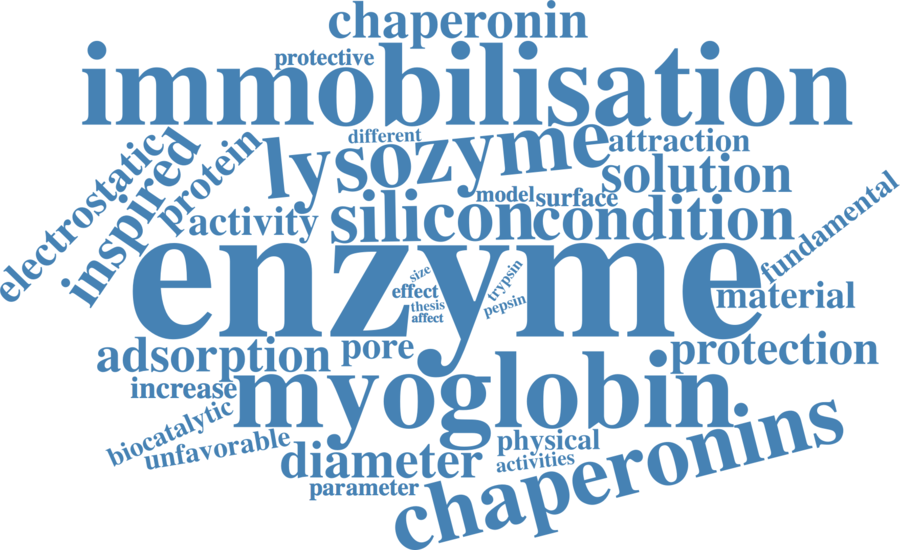 chaperonin
protective
immobilisation
different
electrostatic
inspired
protein
lysozyme
attraction
solution
model
surface
activity
silicon
condition
fundamental
enzyme
size
effect
thesis
affect
trypsin
pepsin
material
adsorption
pore
protection
increase
myoglobin
biocatalytic
unfavorable
diameter
physical
activities
parameter
chaperonins